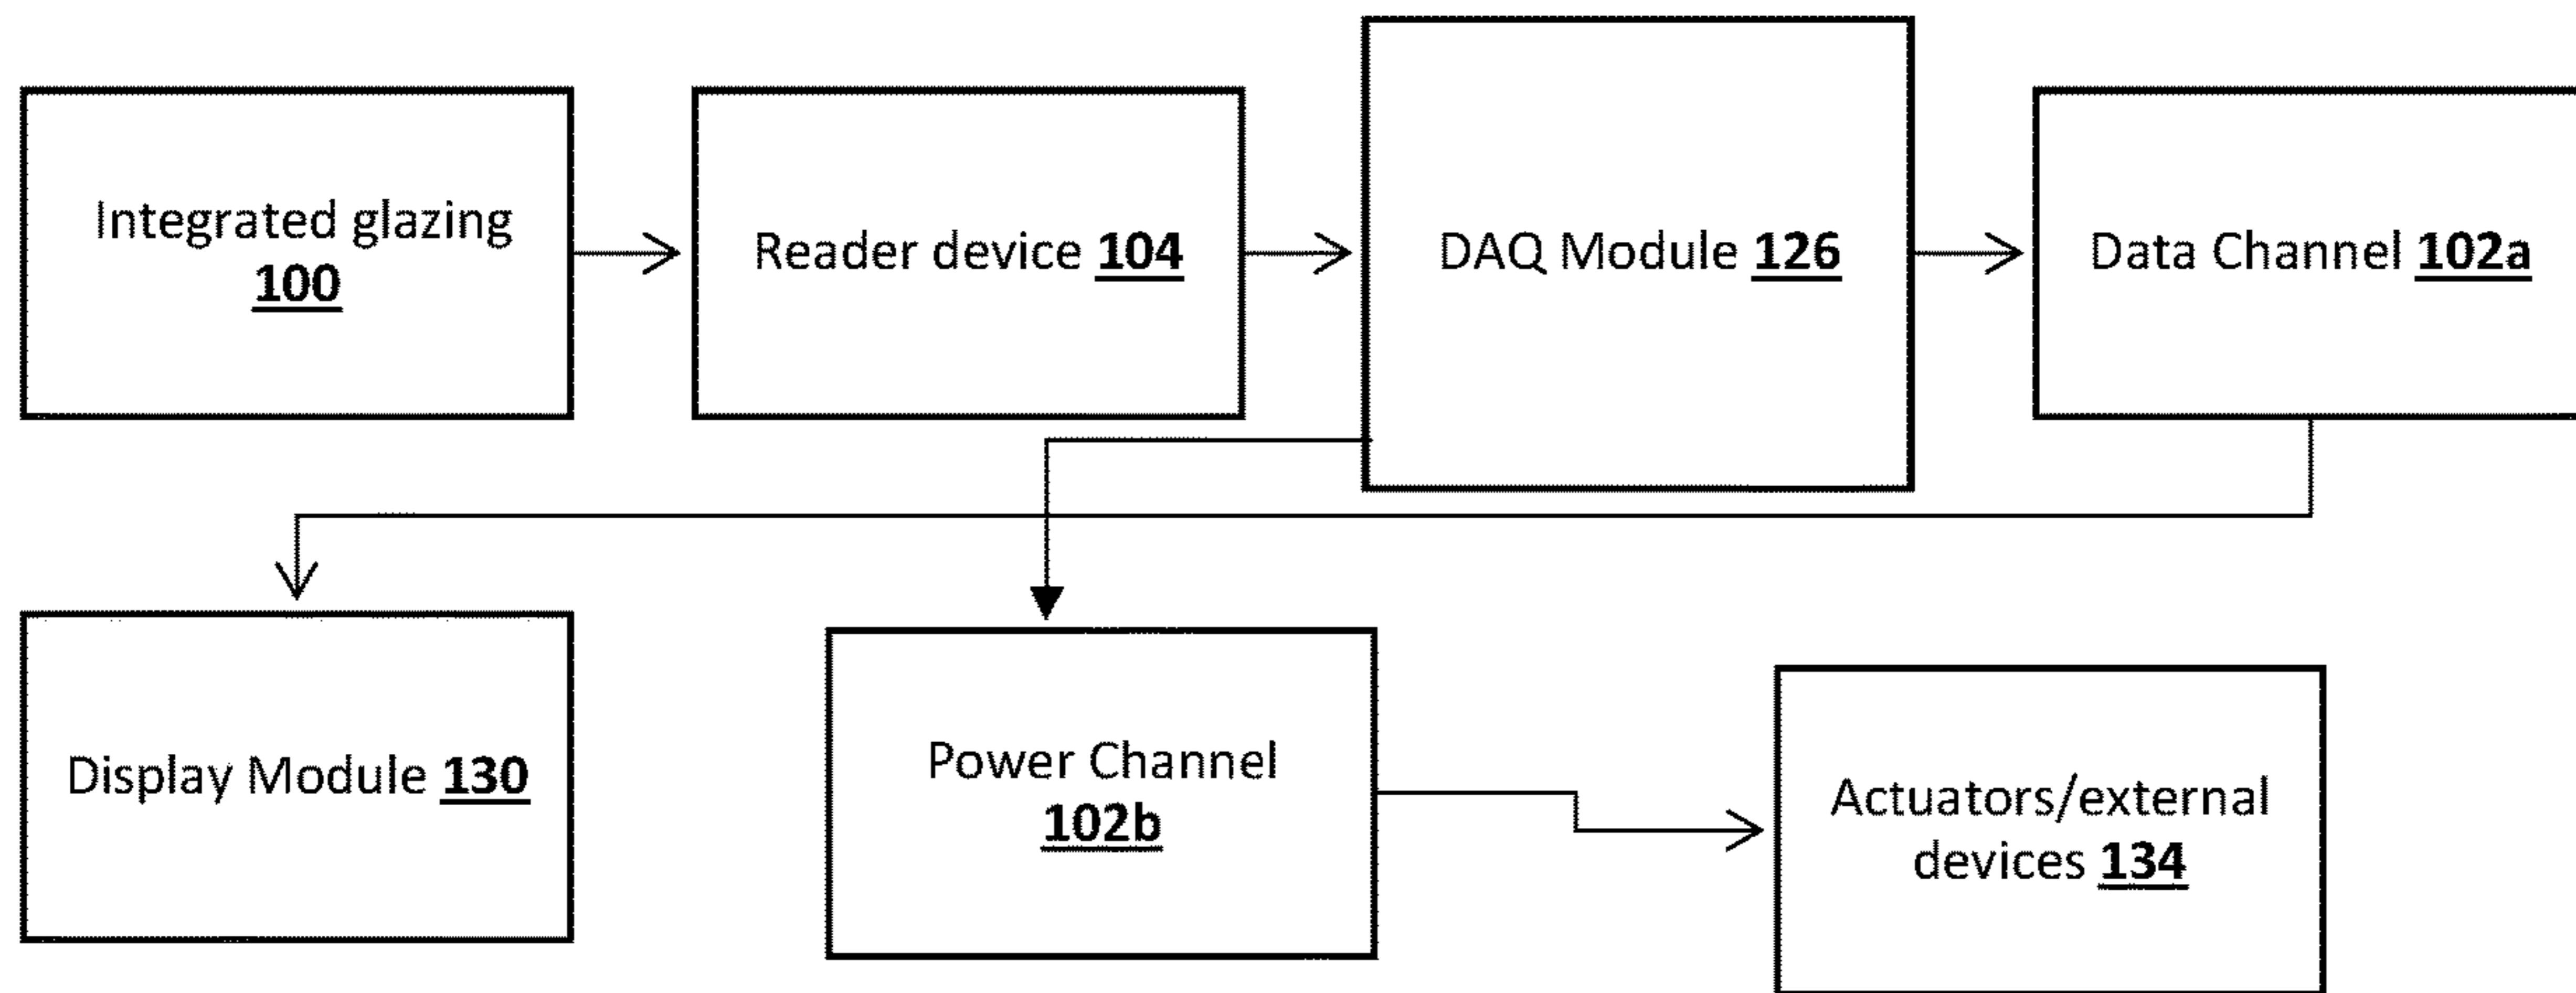 Integrated glazing
100
Reader device 104
DAQ Module 126
Data Channel 102a
Display Module 130
Power Channel
102b
Actuators/external
devices 134